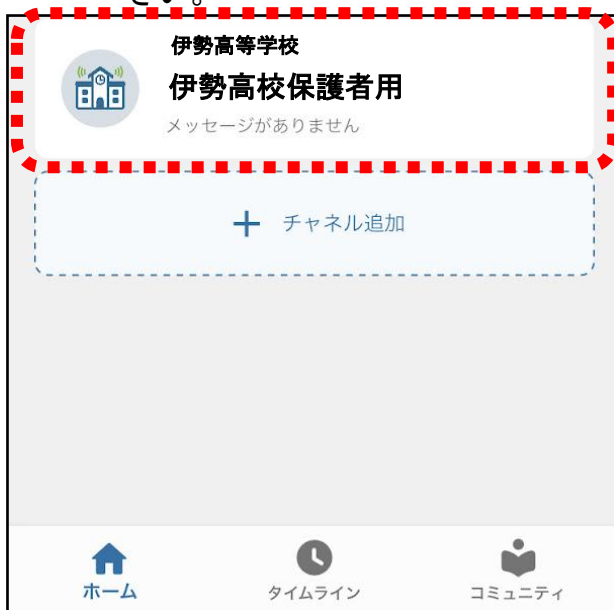 さい。
伊勢高等学校
伊勢高校保護者用
メッセージがありません
＋ チャネル追加
ホーム
タイムライン
コミュニティ